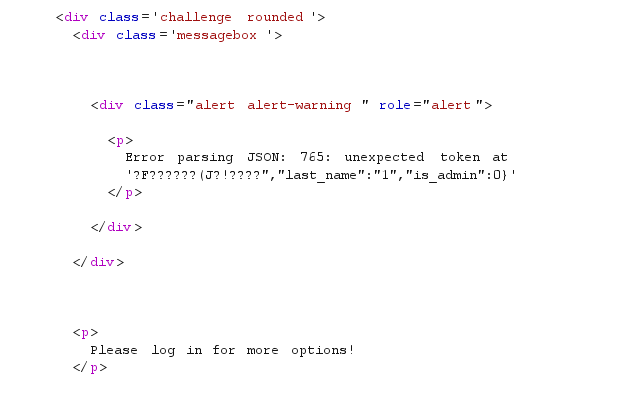 <div class='challenge rounded'>
<div class='messagebox'>
<div class="alert alert-warning " role="alert">
<p>
Error parsing JSON: 765: unexpected token at
'?F??????(J?!????","last_name":"1","is_admin":0}'
</p>
</div>
</div>
<p>
Please log in for more options!
</p>